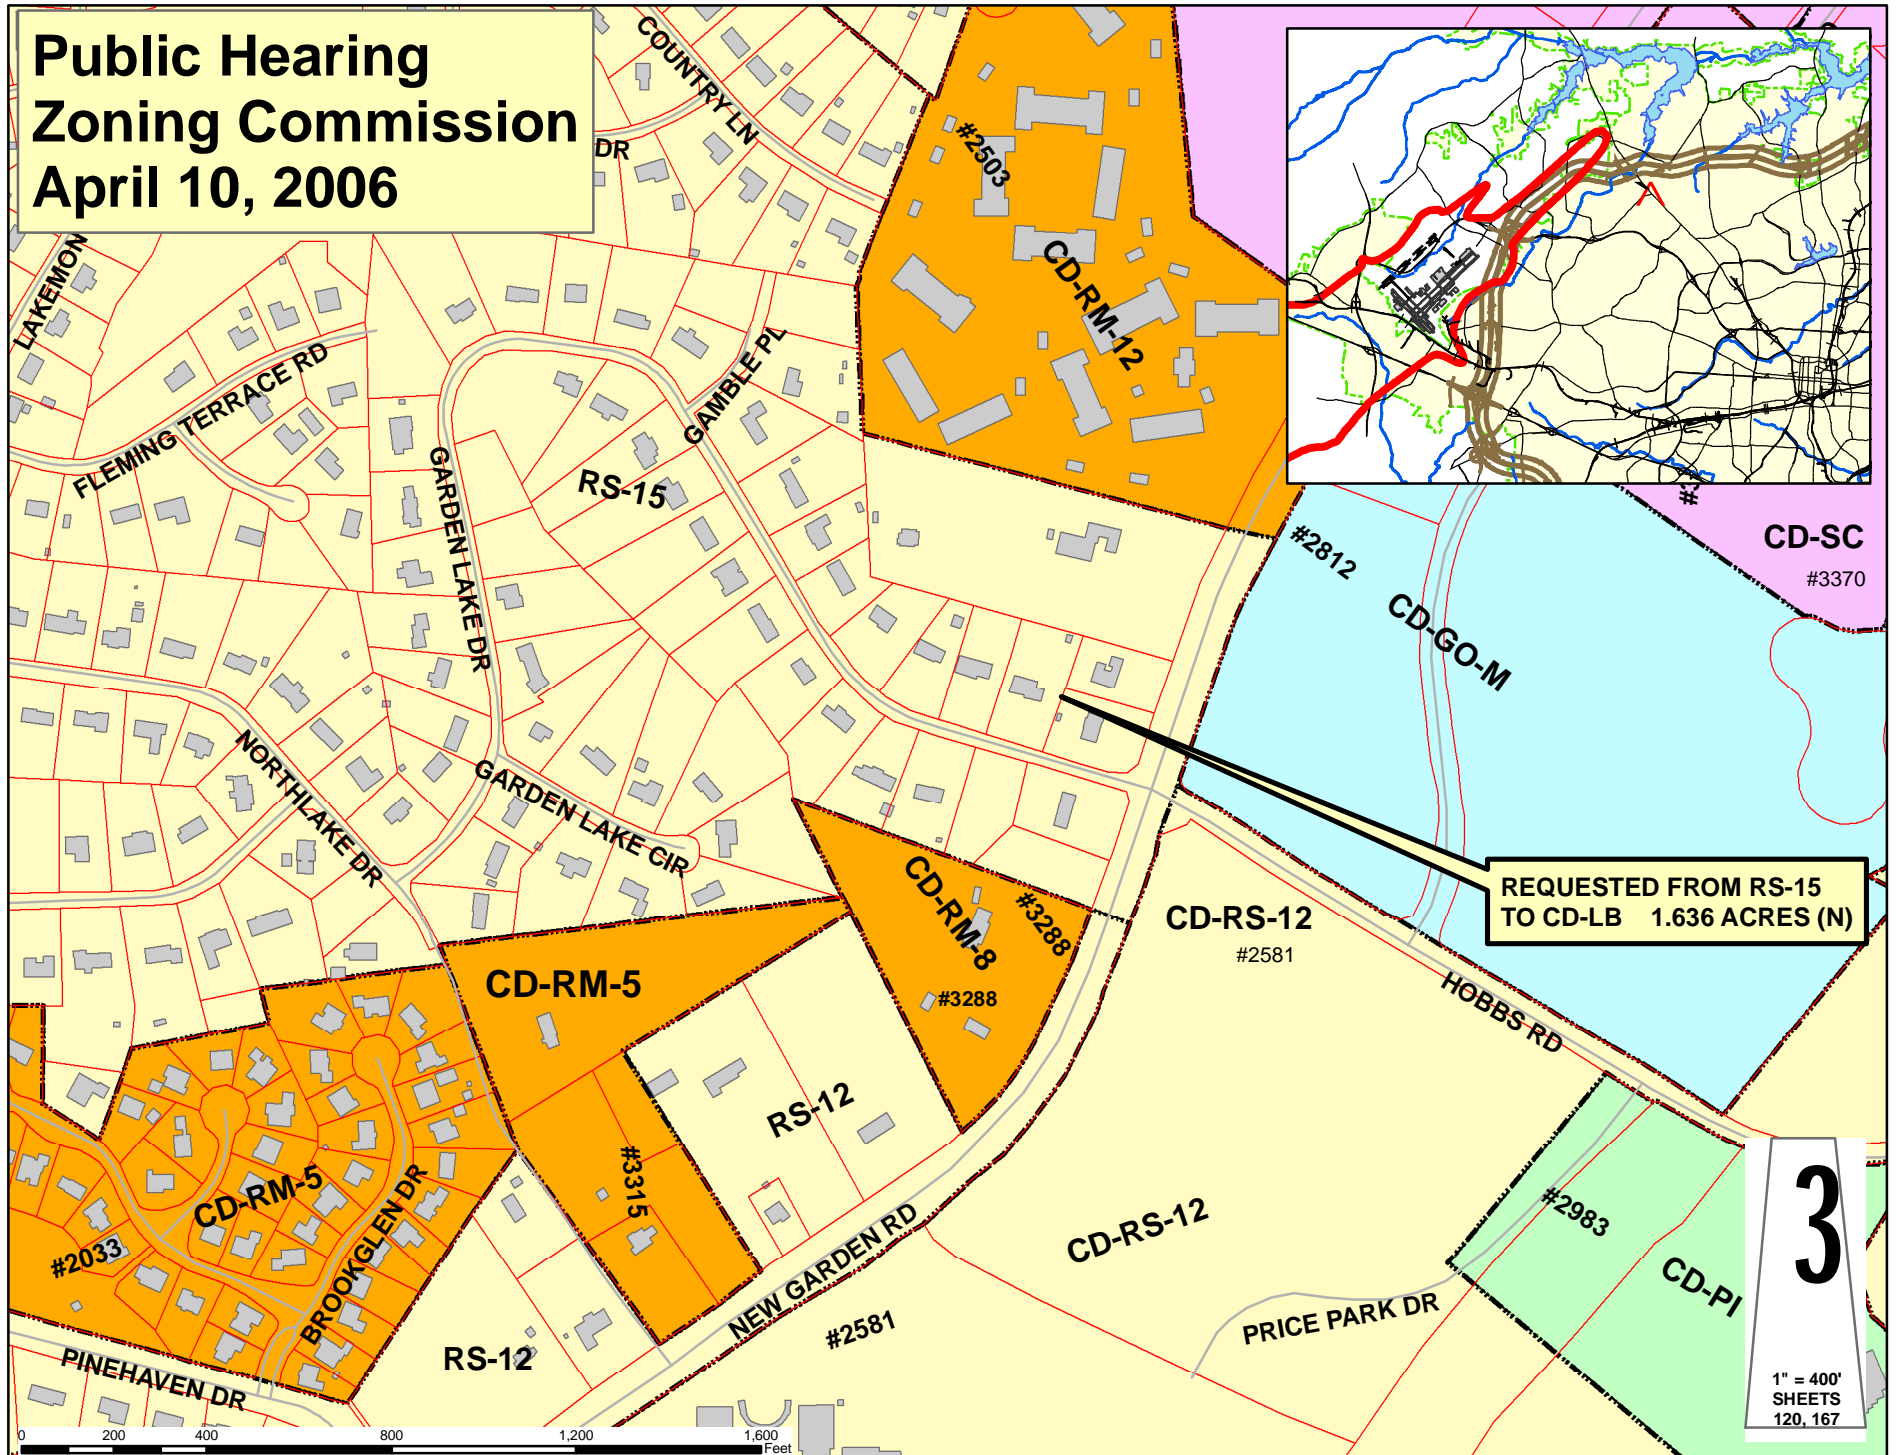 Public Hearing
Zoning Commission
April 10, 2006
COUNTRY LN
DR
LAKEMON
FLEMING TERRACE RD
GARDEN LAKE DR
GAMBLE PL
RS-15
#2503
CD-RM-12
#2812
CD-GO-M
C#
CD-SC
#3370
NORTHLAKE DR
GARDEN LAKE CIR
REQUESTED FROM RS-15
TO CD-LB 1.636 ACRES (N)
CD-RM-8
#3288
#3288
CD-RS-12
#2581
HOBBS RD
CD-RM-5
RS-12
#3315
CD-RM-5
#2033
BROOKGLEN DR
PINEHAVEN DR
RS-12
NEW GARDEN RD
#2581
CD-RS-12
PRICE PARK DR
#2983
CD-PI
3
1" = 400'
SHEETS
120, 167
0 200 400 800 1,200 1,600
Feet